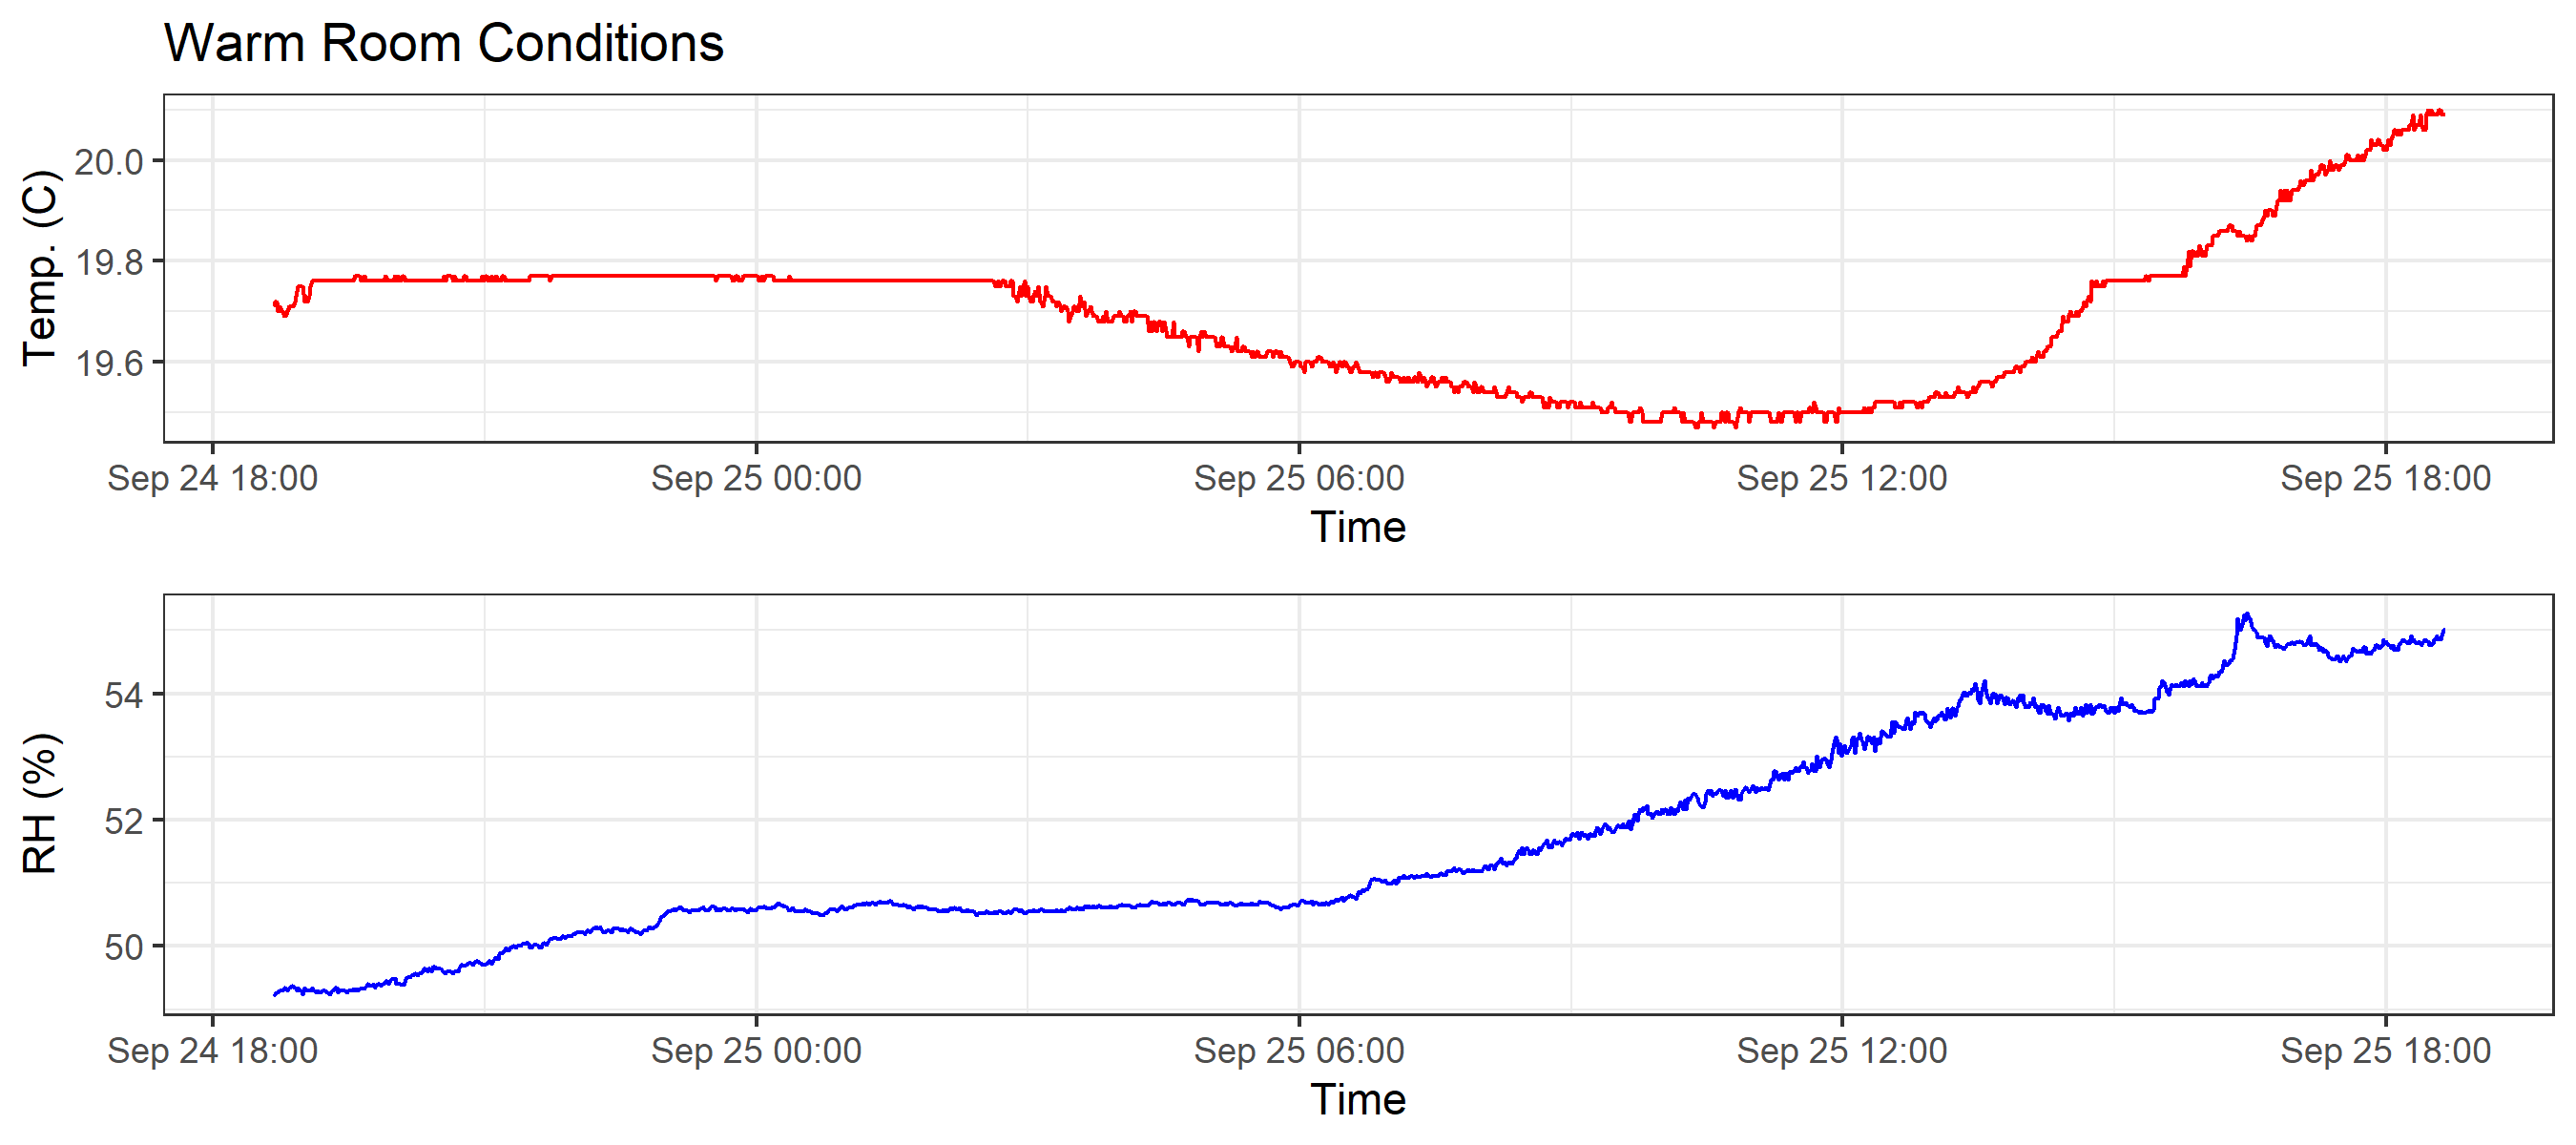 Warm Room Conditions
Temp. (C)
20.0
19.8
19.6
Sep 24 18:00 Sep 25 00:00 Sep 25 06:00 Sep 25 12:00 Sep 25 18:00
Time
RH (%)
54
52
50
Sep 24 18:00 Sep 25 00:00 Sep 25 06:00 Sep 25 12:00 Sep 25 18:00
Time